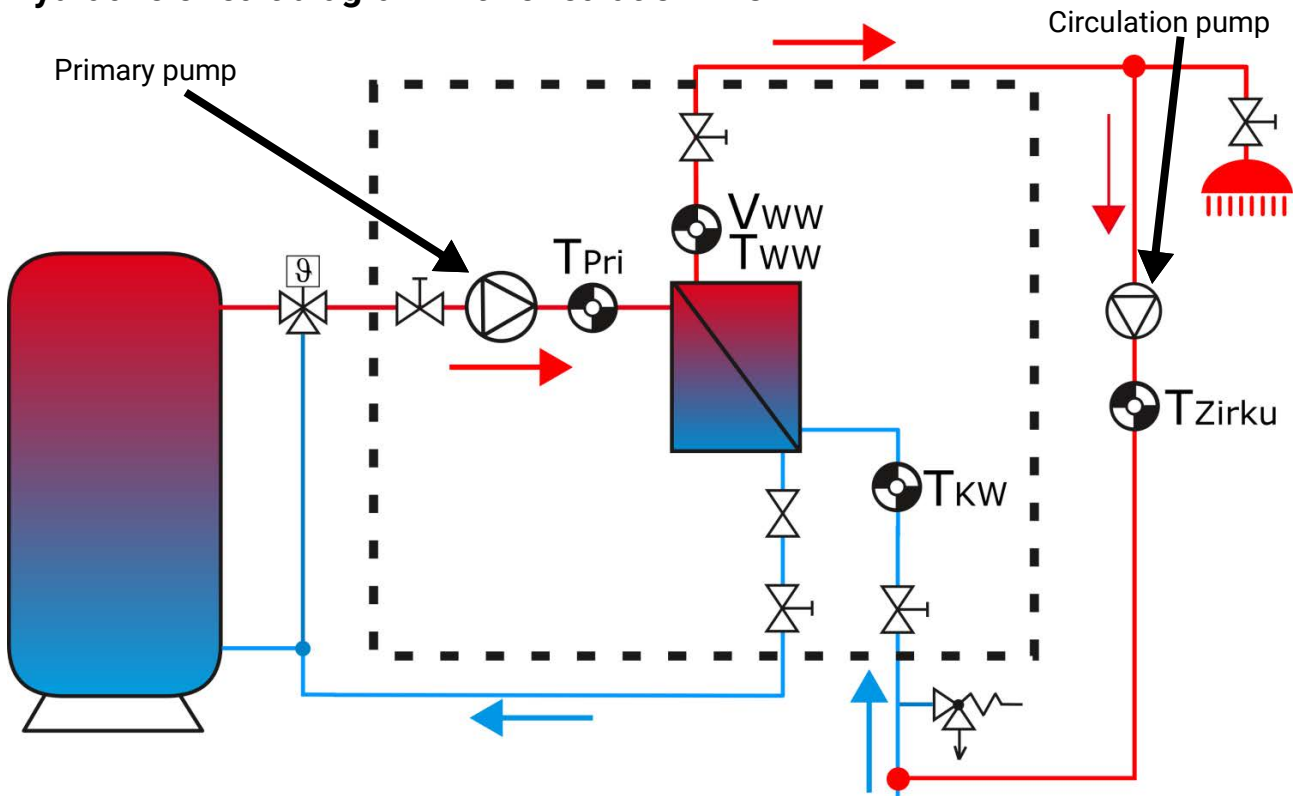 Circulation pump
Primary pump
VWW
TWW
TPri
ϑ
TZirku
TKW